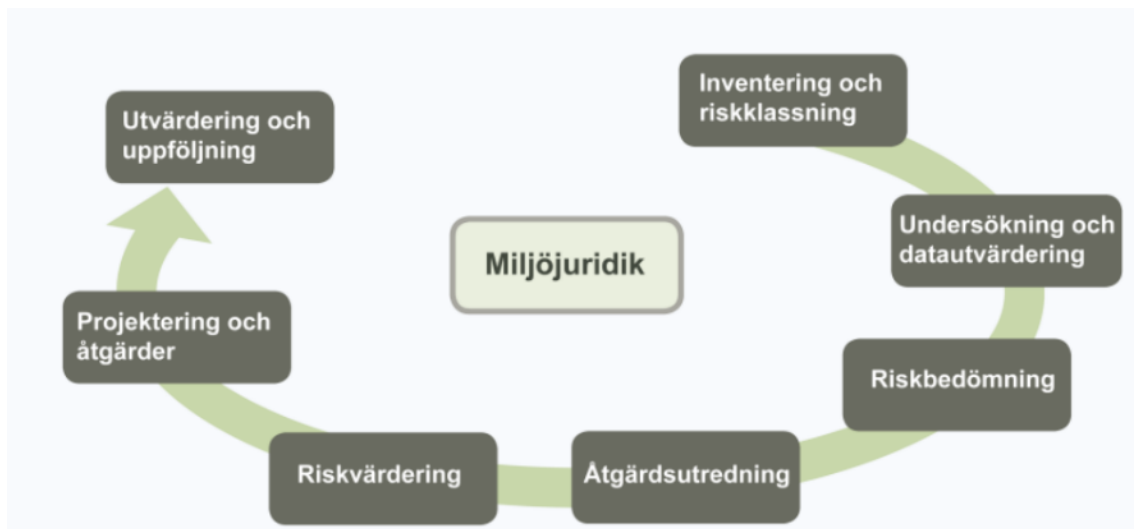 Inventering och
riskklassning
Utvärdering och
uppföljning
Undersökning och
datautvärdering
Miljöjuridik
Projektering och
åtgärder
Riskbedömning
Riskvärdering
Åtgärdsutredning